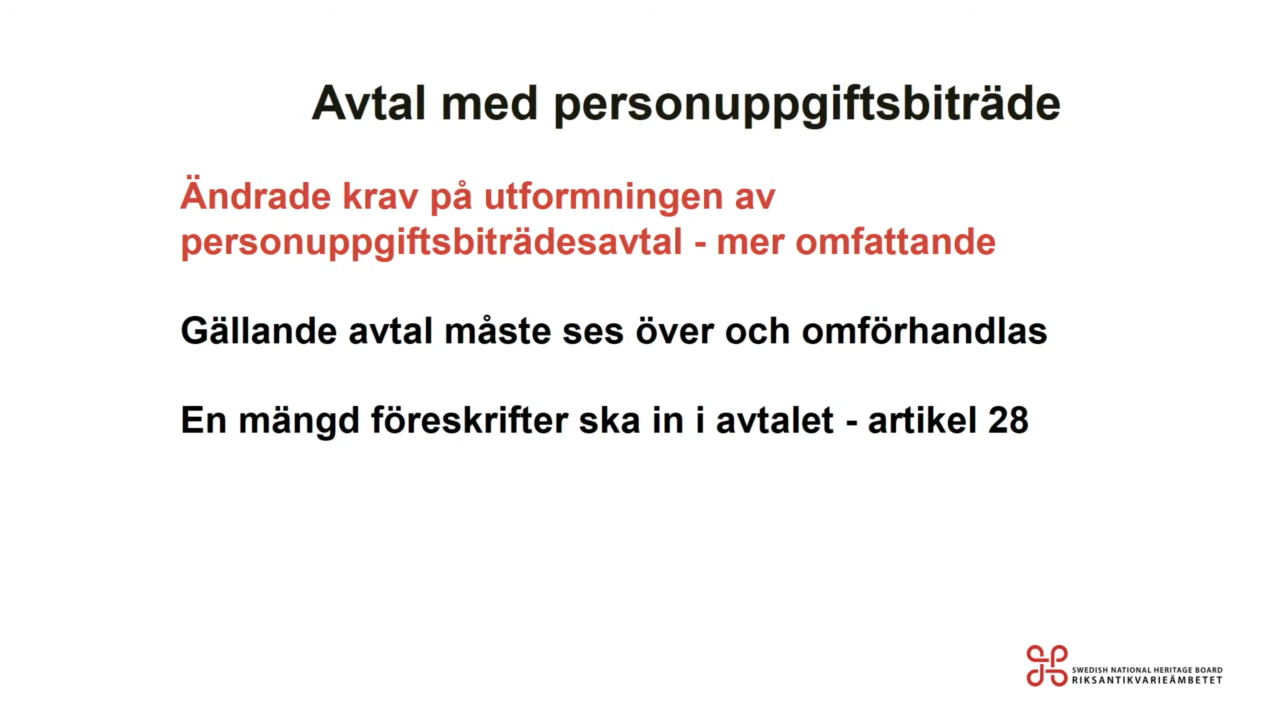 Avtal med personuppgiftsbiträde
Ändrade krav på utformningen av
personuppgiftsbiträdesavtal - mer omfattande
Gällande avtal måste ses över och omförhandlas
En mängd föreskrifter ska in i avtalet - artikel 28
SWEDISH NATIONAL HERITAGE BOARD
RIKSANTIKVARIEÄMBETET